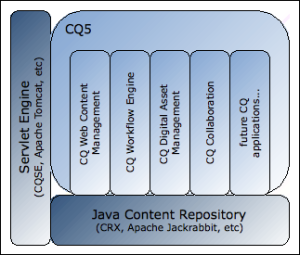 Servlet Engine
(CQSE, Apache Tomcat, etc)
CQ5
CQ Web Content
Management
CQ Workflow Engine
CQ Digital Asset
Management
CQ Collaboration
future CQ
applications...
Java Content Repository
(CRX, Apache Jackrabbit, etc)